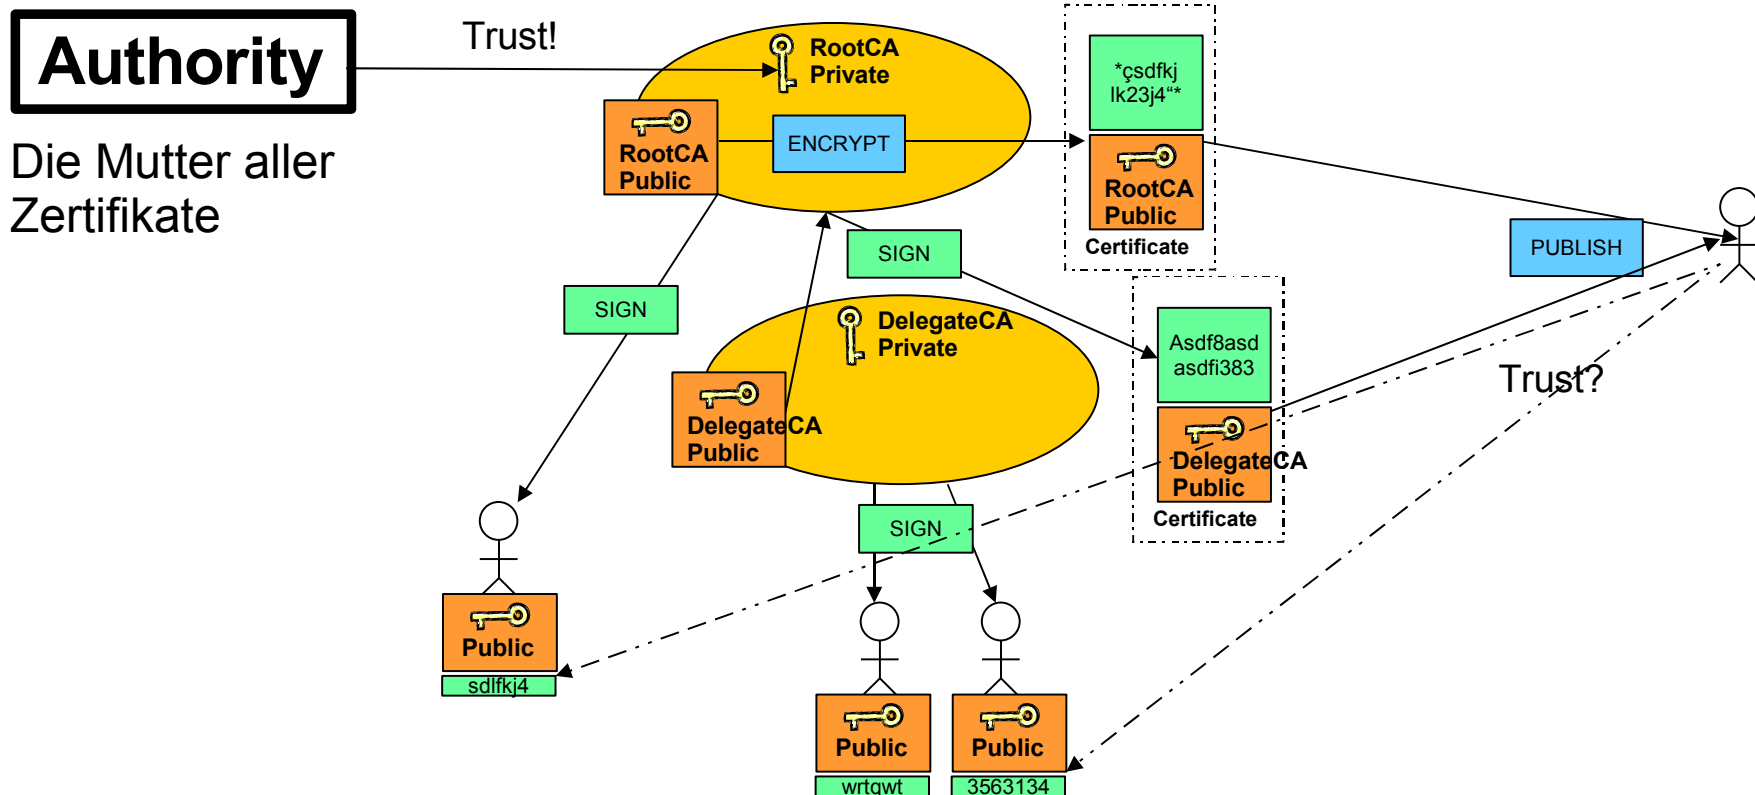 Authority
Trust!
Die Mutter aller
Zertifikate
RootCA
Private
RootCA
Public
ENCRYPT
*çsdfkj
lk23j4“*
RootCA
Public
Certificate
PUBLISH
SIGN
SIGN
DelegateCA
Private
DelegateCA
Public
Asdf8asd
asdfi383
DelegateCA
Public
Certificate
Trust?
SIGN
Public
sdlfkj4
Public
wrtgwt
Public
3563134